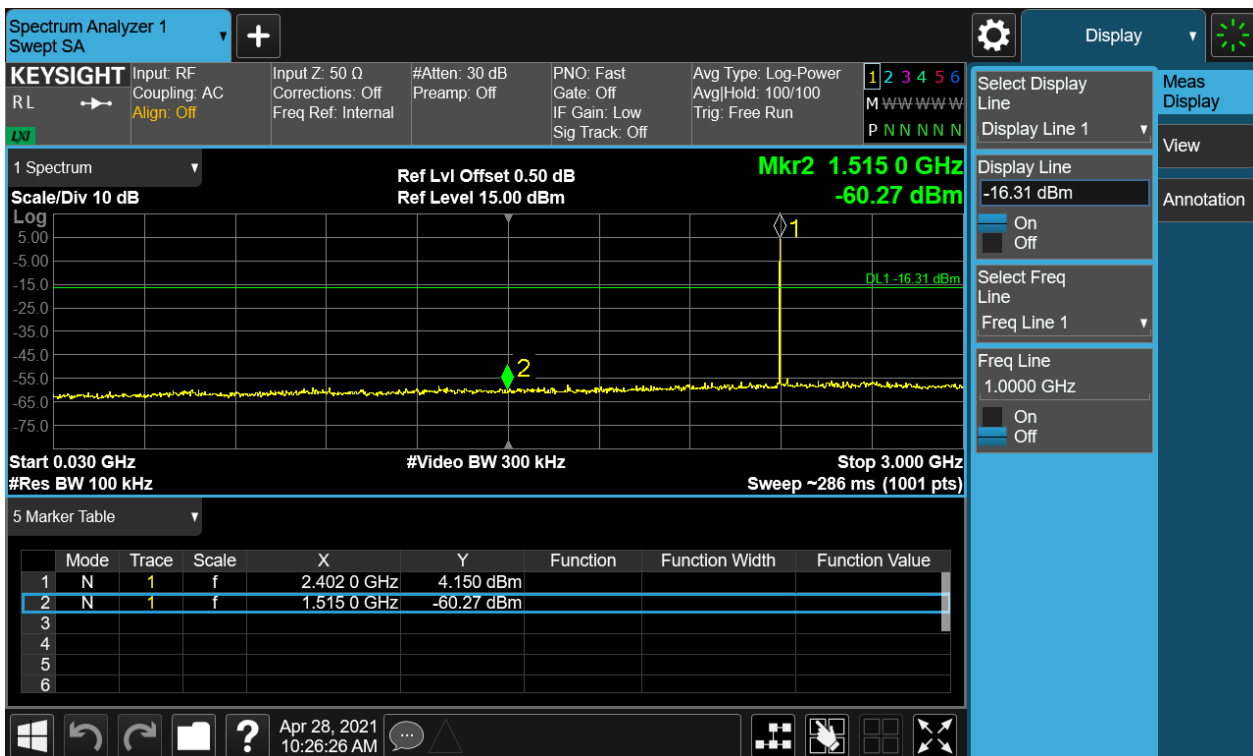 Spectrum Analyzer 1
Swept SA
Display
KEYSIGHT
RL
LXI
Input: RF
Coupling: AC
Align: Off
Input Z: 50 Ω
Corrections: Off
Freq Ref: Internal
#Atten: 30 dB
Preamp: Off
PNO: Fast
Gate: Off
IF Gain: Low
Sig Track: Off
Avg Type: Log-Power
Avg|Hold: 100/100
Trig: Free Run
1 2 3 4 5 6
M W W W W W
P N N N N N
1 Spectrum
Scale/Div 10 dB
Ref Lvl Offset 0.50 dB
Ref Level 15.00 dBm
Mkr2 1.515 0 GHz
-60.27 dBm
Log
5.00
-5.00
-15.0
-25.0
-35.0
-45.0
-55.0
-65.0
-75.0
1
DL1 -16.31 dBm
2
Start 0.030 GHz
#Video BW 300 kHz
Stop 3.000 GHz
#Res BW 100 kHz
Sweep ~286 ms (1001 pts)
5 Marker Table
Mode Trace Scale X Y Function Function Width Function Value
1 N 1 f 2.402 0 GHz 4.150 dBm
2 N 1 f 1.515 0 GHz -60.27 dBm
3
4
5
6
Select Display
Line
Display Line 1
Display Line
-16.31 dBm
On
Off
Select Freq
Line
Freq Line 1
Freq Line
1.0000 GHz
On
Off
Meas
Display
View
Annotation
?
Apr 28, 2021
10:26:26 AM